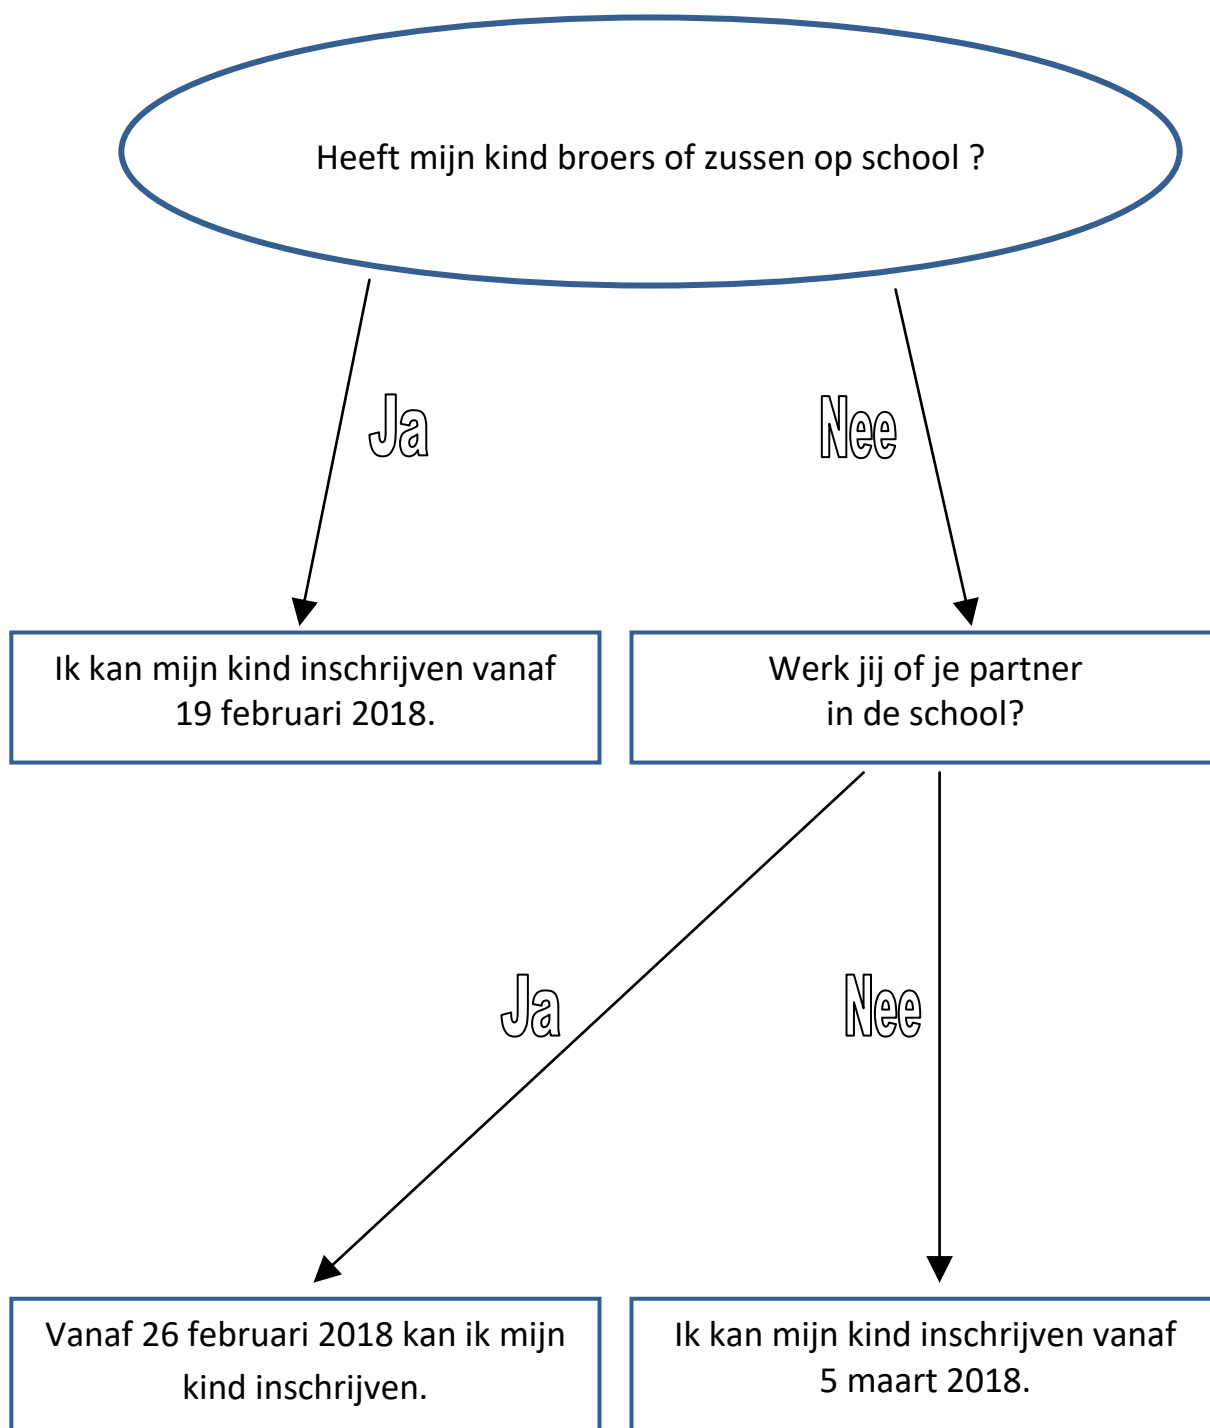 Heeft mijn kind broers of zussen op school ?
Ja
Nee
Ik kan mijn kind inschrijven vanaf
19 februari 2018.
Werk jij of je partner
in de school?
Ja
Nee
Vanaf 26 februari 2018 kan ik mijn
kind inschrijven.
Ik kan mijn kind inschrijven vanaf
5 maart 2018.